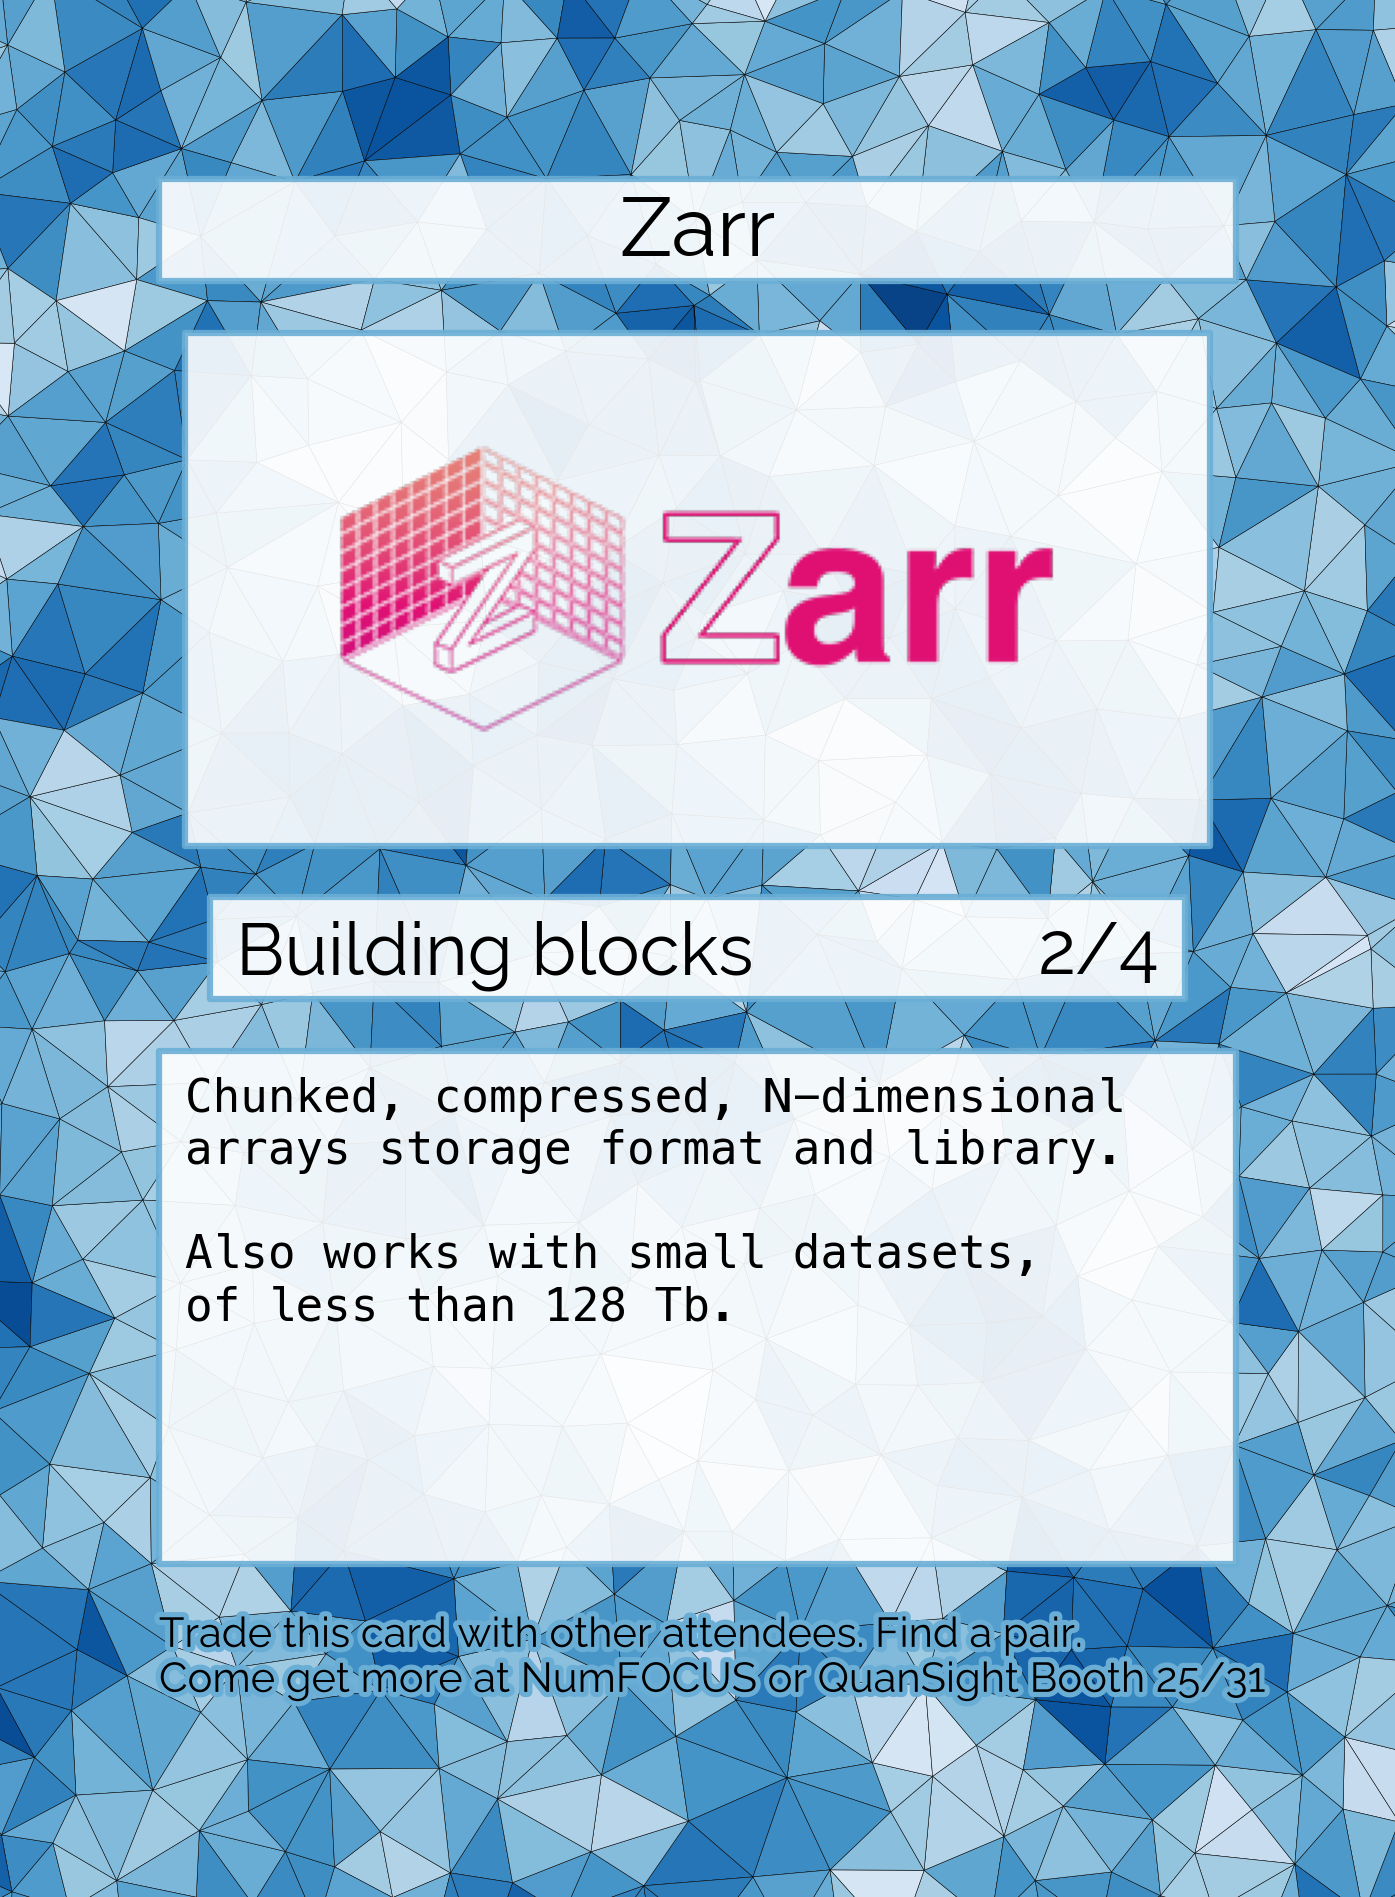 Zarr
Zarr
Building blocks 2/4
Chunked, compressed, N-dimensional
arrays storage format and library.
Also works with small datasets,
of less than 128 Tb.
Trade this card with other attendees. Find a pair.
Come get more at NumFOCUS or QuanSight Booth 25/31